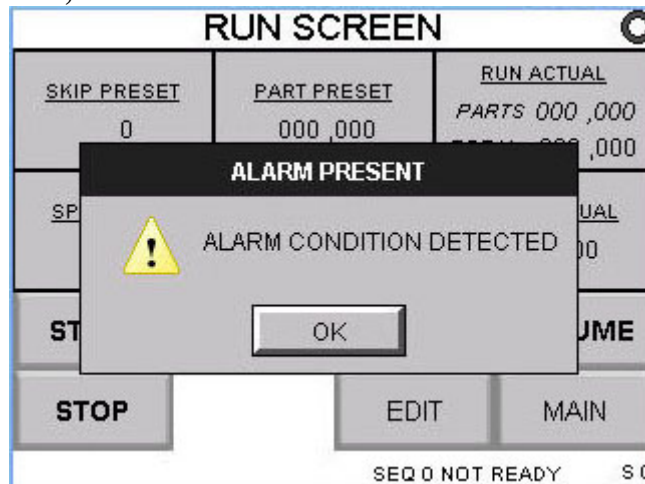 RUN SCREEN
SKIP PRESET
0
PART PRESET
000 ,000
RUN ACTUAL
PARTS 000 ,000
,000
ALARM PRESENT
ALARM CONDITION DETECTED
OK
SP
UAL
00
ST
UME
STOP
EDIT
MAIN
SEQ 0 NOT READY
S